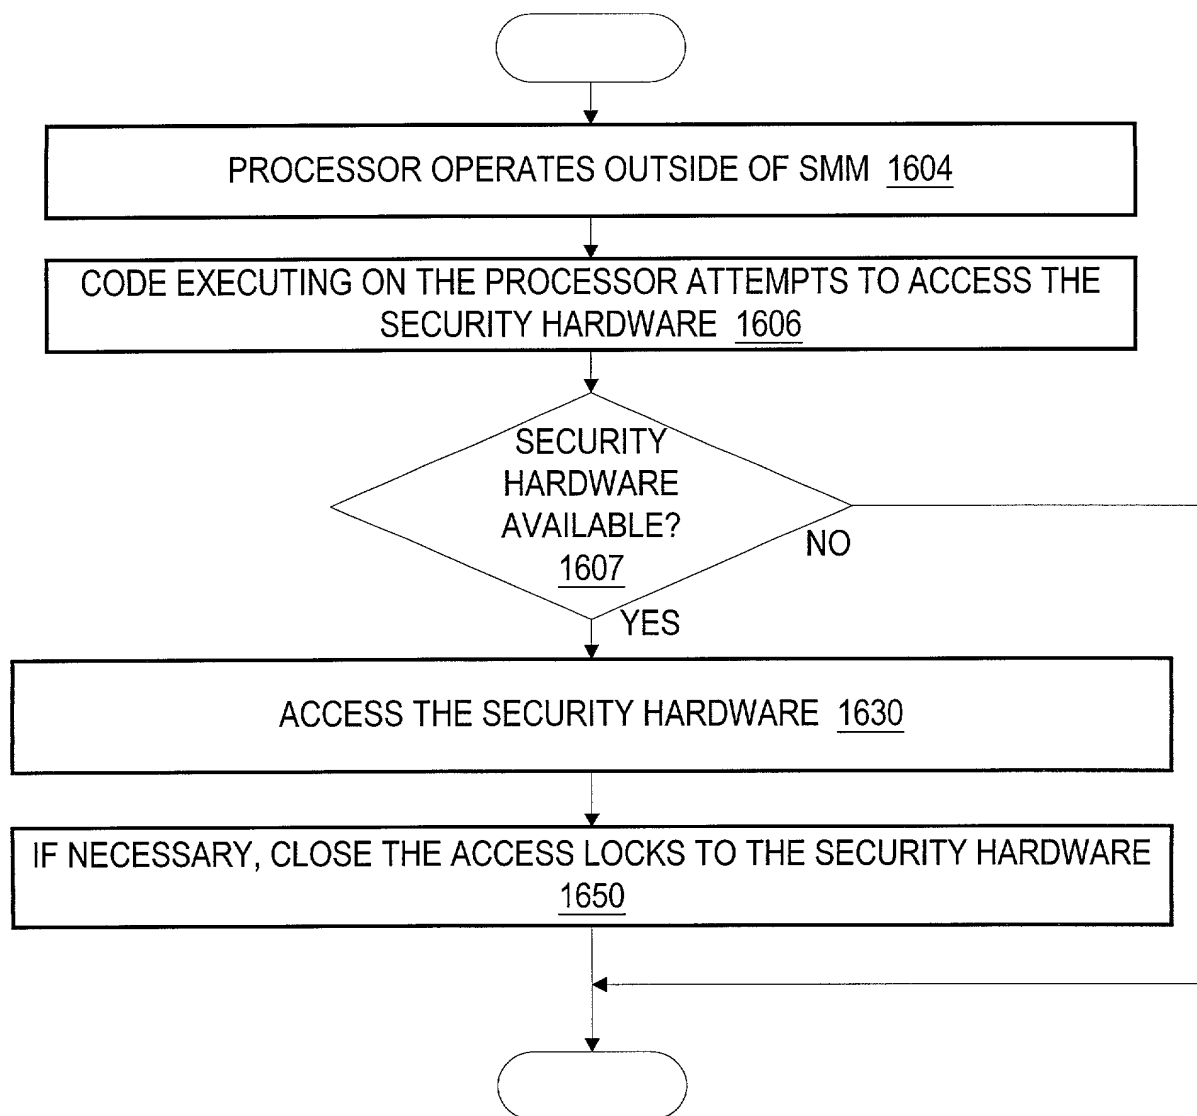 PROCESSOR OPERATES OUTSIDE OF SMM 1604
CODE EXECUTING ON THE PROCESSOR ATTEMPTS TO ACCESS THE
SECURITY HARDWARE 1606
SECURITY
HARDWARE
AVAILABLE?
1607
NO
YES
ACCESS THE SECURITY HARDWARE 1630
IF NECESSARY, CLOSE THE ACCESS LOCKS TO THE SECURITY HARDWARE
1650